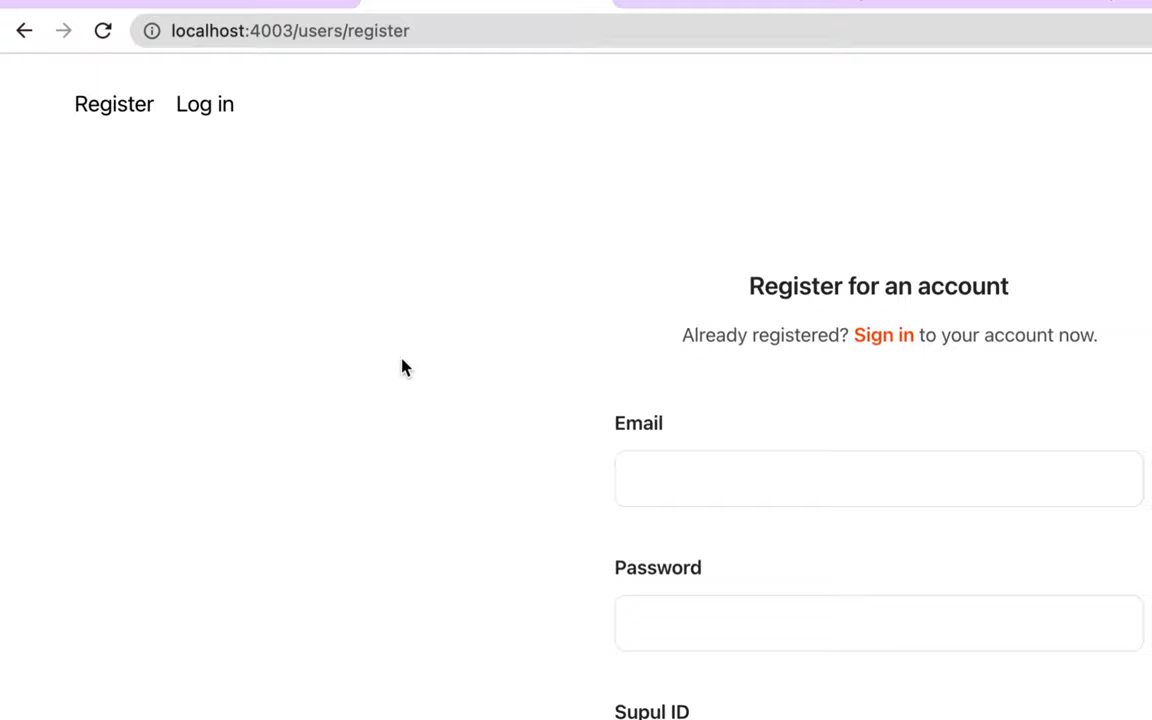 localhost:4003/users/register
Register Log in
Register for an account
Already registered? Sign in to your account now.
Email
Password
Supul ID